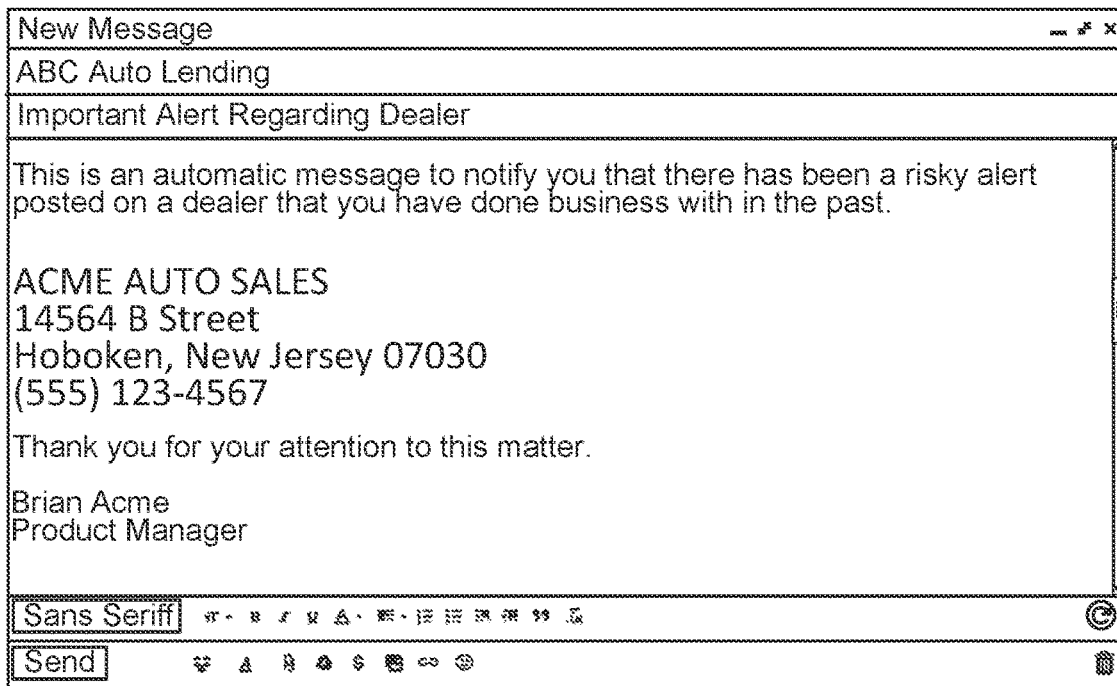 New Message
ABC Auto Lending
Important Alert Regarding Dealer
This is an automatic message to notify you that there has been a risky alert
posted on a dealer that you have done business with in the past.
ACME AUTO SALES
14564 B Street
Hoboken, New Jersey 07030
(555) 123-4567
Thank you for your attention to this matter.
Brian Acme
Product Manager
Sans Seriff
Send